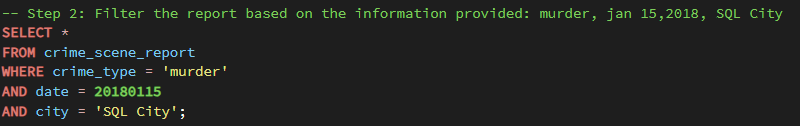 -- Step 2: Filter the report based on the information provided: murder, jan 15,2018, SQL City
SELECT *
FROM crime_scene_report
WHERE crime_type = 'murder'
AND date = 20180115
AND city = 'SQL City';